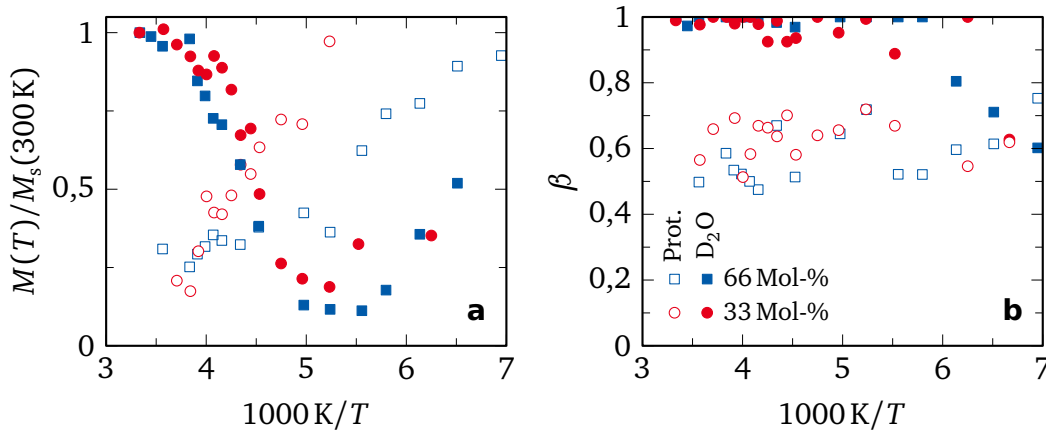 M(T)/M_s(300 K)
1
0,5
0
3 4 5 6 7
1000 K/T
a
β
1
0,8
0,6
0,4
0,2
0
3 4 5 6 7
1000 K/T
Prot.
D₂O
66 Mol-%
33 Mol-%
b